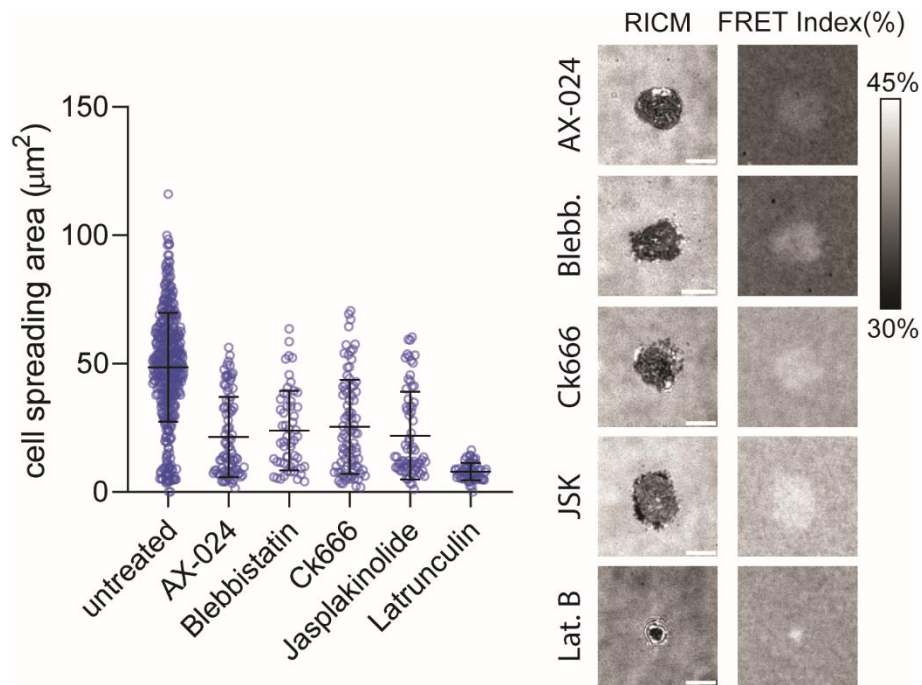 cell spreading area (μm²)
150
100
50
0
untreated
AX-024
Blebbistatin
Ck666
Jasplakinolide
Latrunculin
RICM
FRET Index(%)
AX-024
Blebb.
Ck666
JSK
Lat. B
45%
30%